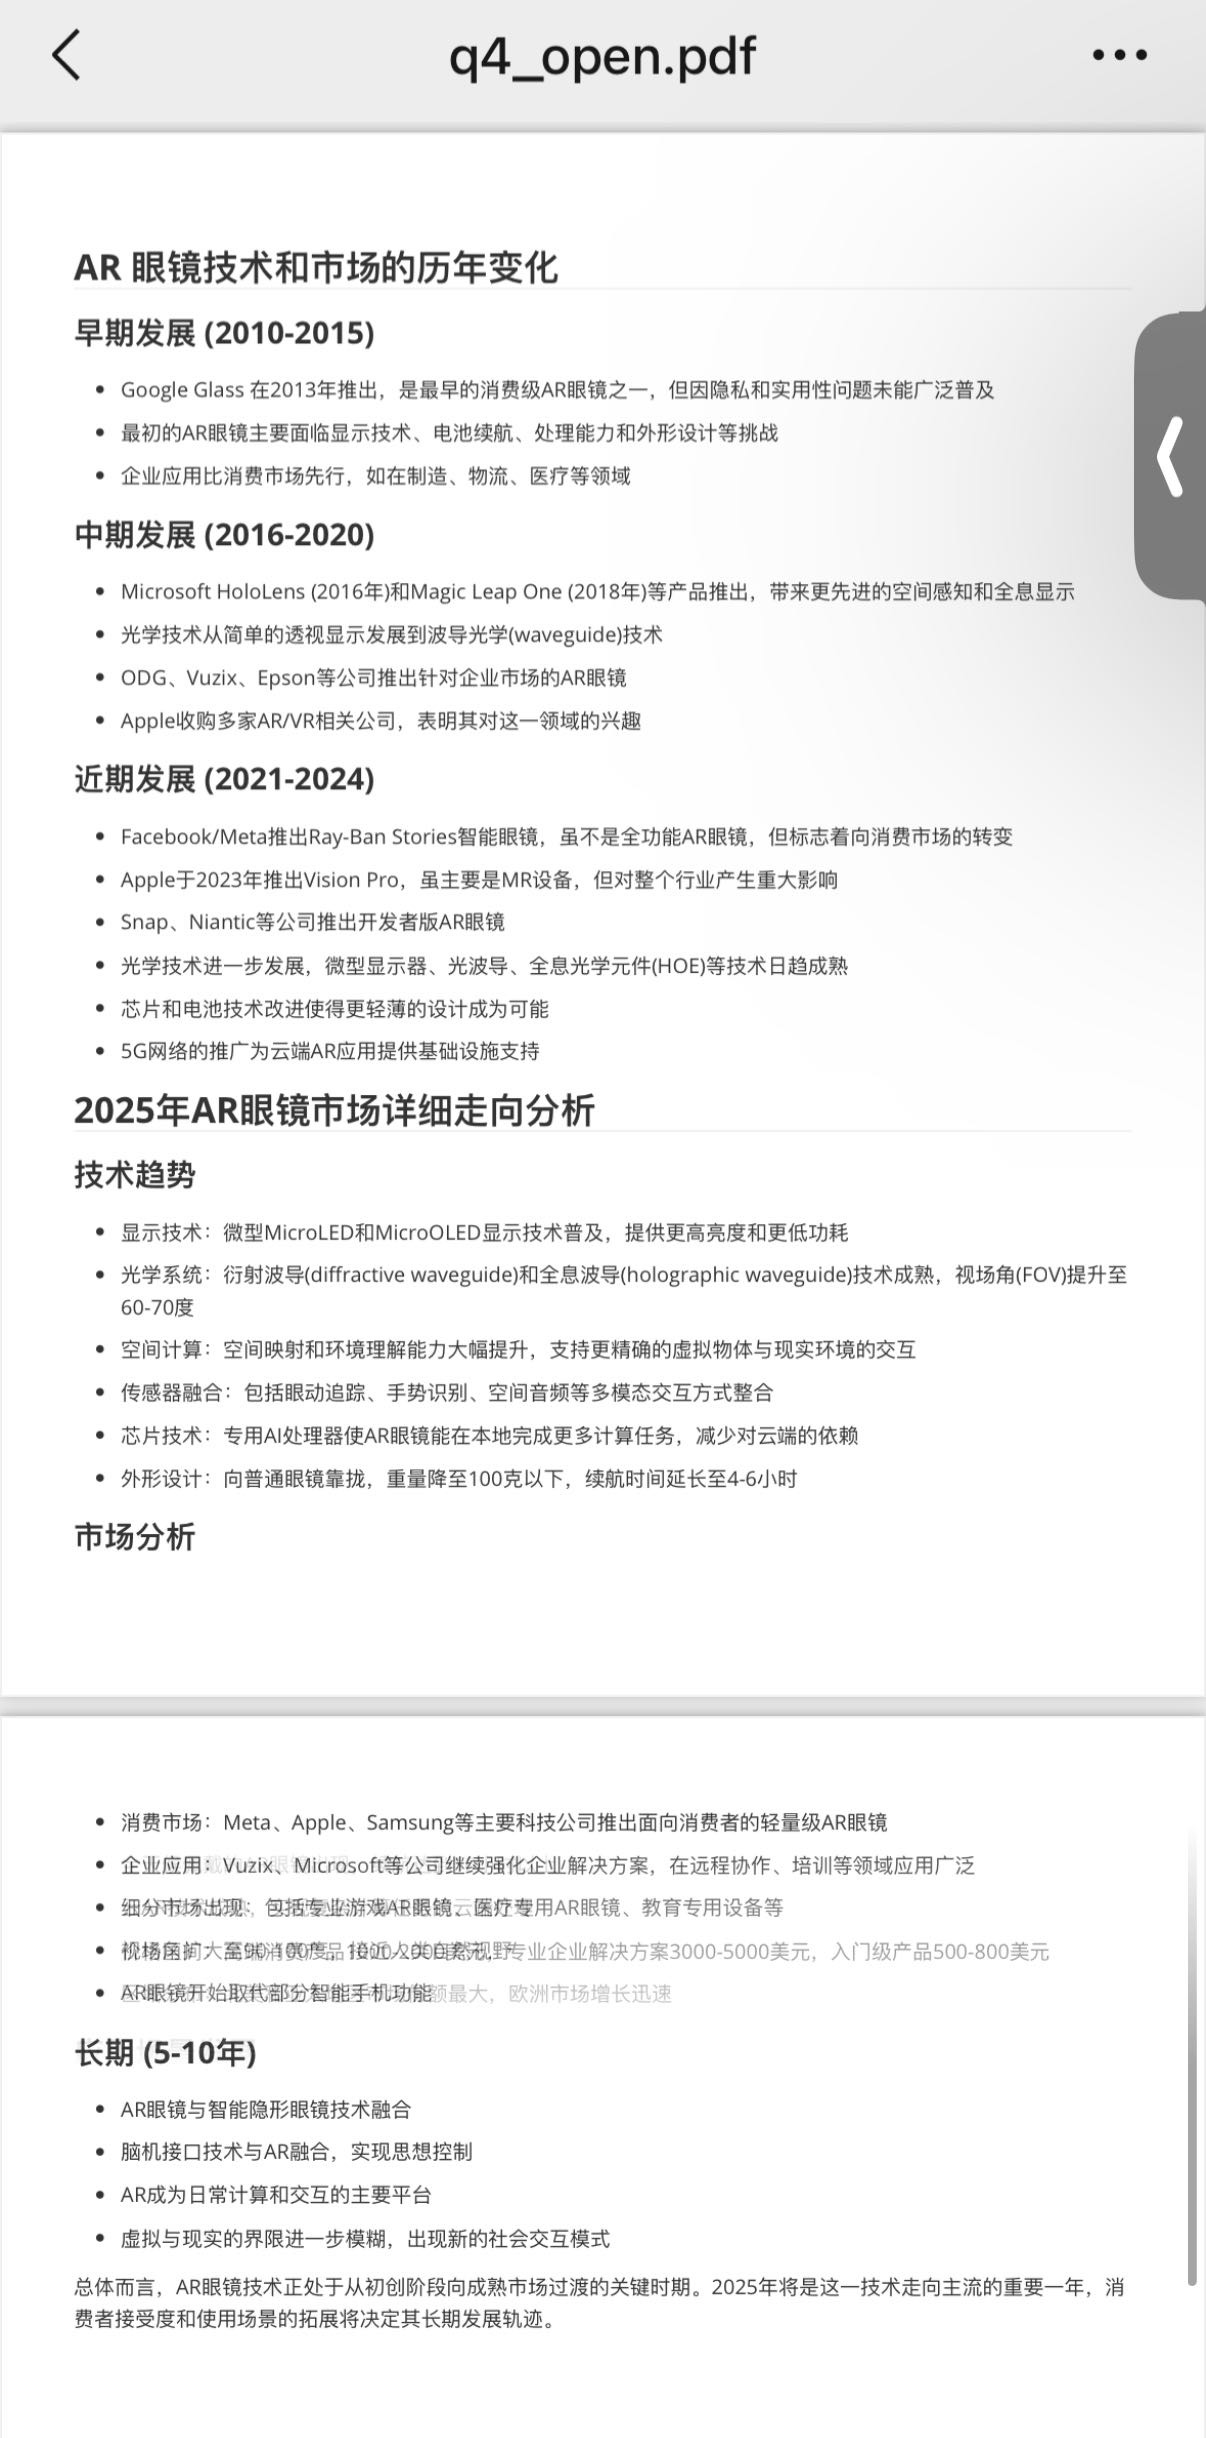 q4_open.pdf
AR 眼镜技术和市场的历年变化
早期发展 (2010-2015)
Google Glass 在2013年推出，是最早的消费级AR眼镜之一，但因隐私和实用性问题未能广泛普及
最初的AR眼镜主要面临显示技术、电池续航、处理能力和外形设计等挑战
企业应用比消费市场先行，如在制造、物流、医疗等领域
中期发展 (2016-2020)
Microsoft HoloLens (2016年)和Magic Leap One (2018年)等产品推出，带来更先进的空间感知和全息显示
光学技术从简单的透视显示发展到波导光学(waveguide)技术
ODG、Vuzix、Epson等公司推出针对企业市场的AR眼镜
Apple收购多家AR/VR相关公司，表明其对这一领域的兴趣
近期发展 (2021-2024)
Facebook/Meta推出Ray-Ban Stories智能眼镜，虽不是全功能AR眼镜，但标志着向消费市场的转变
Apple于2023年推出Vision Pro，虽主要是MR设备，但对整个行业产生重大影响
Snap、Niantic等公司推出开发者版AR眼镜
光学技术进一步发展，微型显示器、光波导、全息光学元件(HOE)等技术日趋成熟
芯片和电池技术改进使得更轻薄的设计成为可能
5G网络的推广为云端AR应用提供基础设施支持
2025年AR眼镜市场详细走向分析
技术趋势
显示技术：微型MicroLED和MicroOLED显示技术普及，提供更高亮度和更低功耗
光学系统：衍射波导(diffractive waveguide)和全息波导(holographic waveguide)技术成熟，视场角(FOV)提升至
60-70度
空间计算：空间映射和环境理解能力大幅提升，支持更精确的虚拟物体与现实环境的交互
传感器融合：包括眼动追踪、手势识别、空间音频等多模态交互方式整合
芯片技术：专用AI处理器使AR眼镜能在本地完成更多计算任务，减少对云端的依赖
外形设计：向普通眼镜靠拢，重量降至100克以下，续航时间延长至4-6小时
市场分析
消费市场：Meta、Apple、Samsung等主要科技公司推出面向消费者的轻量级AR眼镜
企业应用：Vuzix、Microsoft等公司继续强化企业解决方案，在远程协作、培训等领域应用广泛
细分市场出现：包括专业游戏AR眼镜、医疗专用AR眼镜、教育专用设备等
专业企业解决方案3000-5000美元，入门级产品500-800美元
AR眼镜开始取代部分智能手机功能
额最大，欧洲市场增长迅速
长期 (5-10年)
AR眼镜与智能隐形眼镜技术融合
脑机接口技术与AR融合，实现思想控制
AR成为日常计算和交互的主要平台
虚拟与现实的界限进一步模糊，出现新的社会交互模式
总体而言，AR眼镜技术正处于从初创阶段向成熟市场过渡的关键时期。2025年将是这一技术走向主流的重要一年，消
费者接受度和使用场景的拓展将决定其长期发展轨迹。